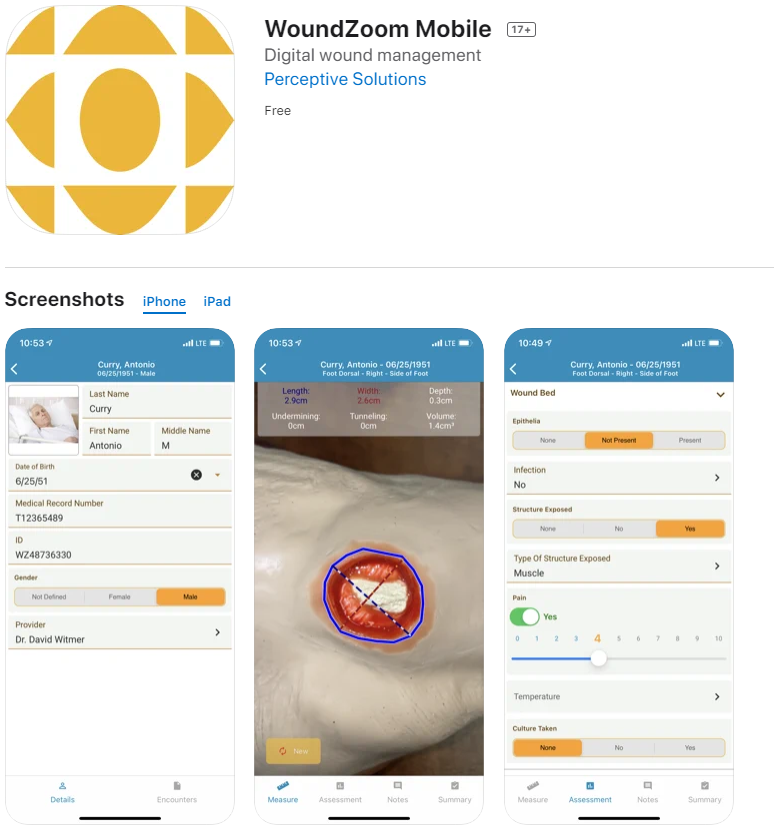 WoundZoom Mobile 17+
Digital wound management
Perceptive Solutions
Free
Screenshots iPhone iPad
10:53 LTE
Curry, Antonio
06/25/1951 - Male
Last Name
Curry
First Name Middle Name
Antonio M
Date of Birth
6/25/51
Medical Record Number
T12365489
ID
WZ48736330
Gender
Not Defined Female Male
Provider
Dr. David Witmer
Details Encounters
10:53 LTE
Curry, Antonio - 06/25/1951
Foot Dorsal - Right - Side of Foot
Length: Width: Depth:
2.9cm 2.6cm 0.3cm
Undermining: Tunneling: Volume:
0cm 0cm 1.4cm³
New
Measure Assessment Notes Summary
10:49 LTE
Curry, Antonio - 06/25/1951
Foot Dorsal - Right - Side of Foot
Wound Bed
Epithelia
None Not Present Present
Infection
No
Structure Exposed
None No Yes
Type Of Structure Exposed
Muscle
Pain
Yes
0 1 2 3 4 5 6 7 8 9 10
Temperature
Culture Taken
None No Yes
Measure Assessment Notes Summary